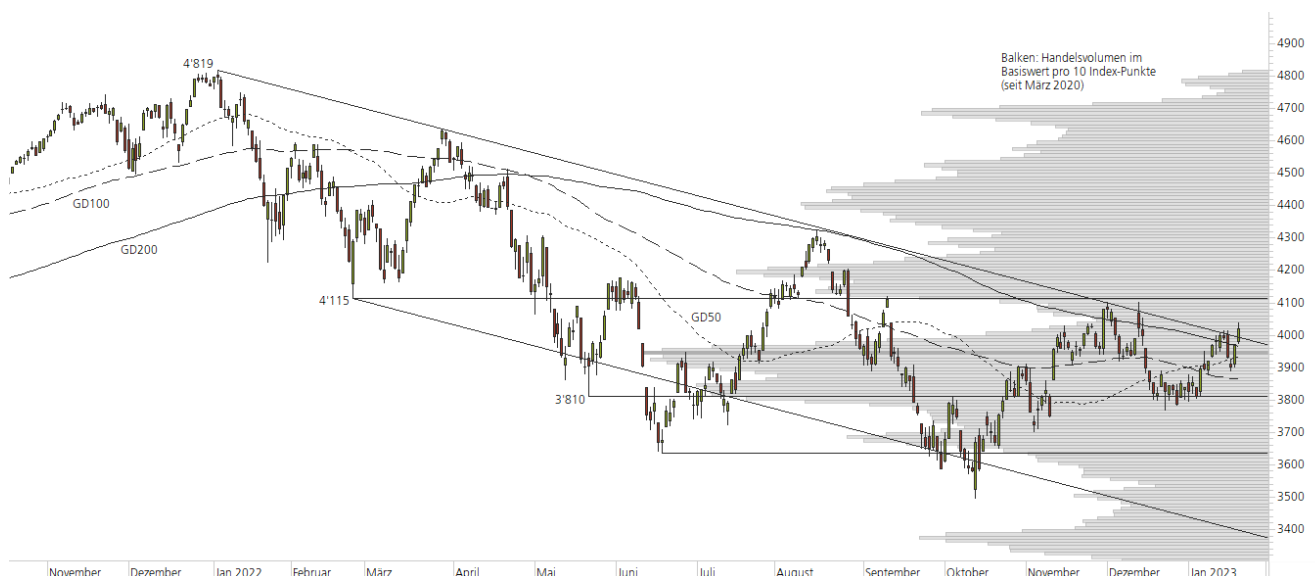 4'819
Balken: Handelsvolumen im
Basiswert pro 10 Index-Punkte
(seit März 2020)
GD100
GD200
4'115
GD50
3'810
4900
4800
4700
4600
4500
4400
4300
4200
4100
4000
3900
3800
3700
3600
3500
3400
November Dezember Jan 2022 Februar März April Mai Juni Juli August September Oktober November Dezember Jan 2023